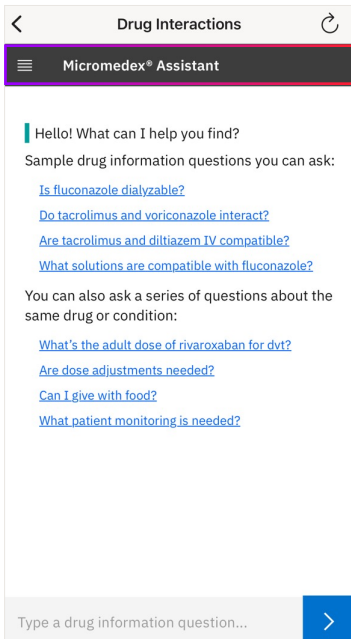 Drug Interactions
Micromedex® Assistant
Hello! What can I help you find?
Sample drug information questions you can ask:
Is fluconazole dialyzable?
Do tacrolimus and voriconazole interact?
Are tacrolimus and diltiazem IV compatible?
What solutions are compatible with fluconazole?
You can also ask a series of questions about the
same drug or condition:
What's the adult dose of rivaroxaban for dvt?
Are dose adjustments needed?
Can I give with food?
What patient monitoring is needed?
Type a drug information question...